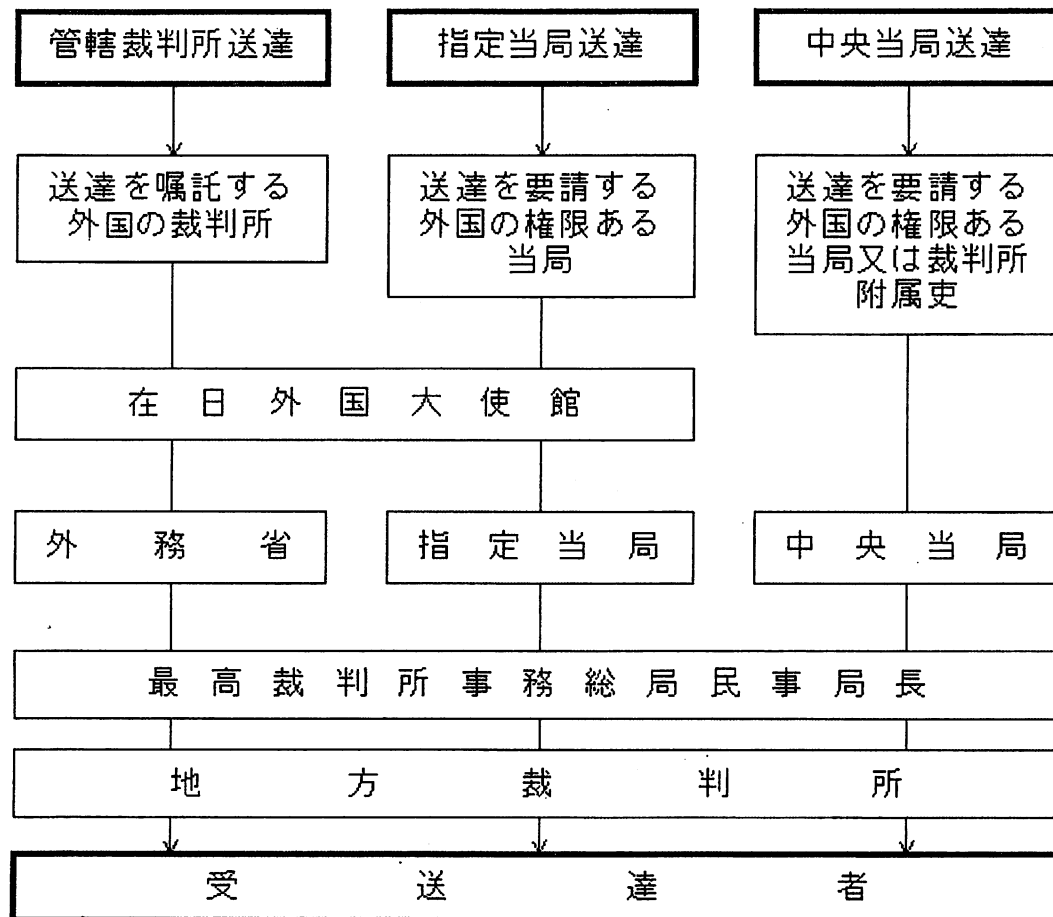 管轄裁判所送達
指定当局送達
中央当局送達
送達を嘱託する
外国の裁判所
送達を要請する
外国の権限ある
当局
送達を要請する
外国の権限ある
当局又は裁判所
附属吏
在日外国大使館
外務省
指定当局
中央当局
最高裁判所事務総局民事局長
地方裁判所
受送達者